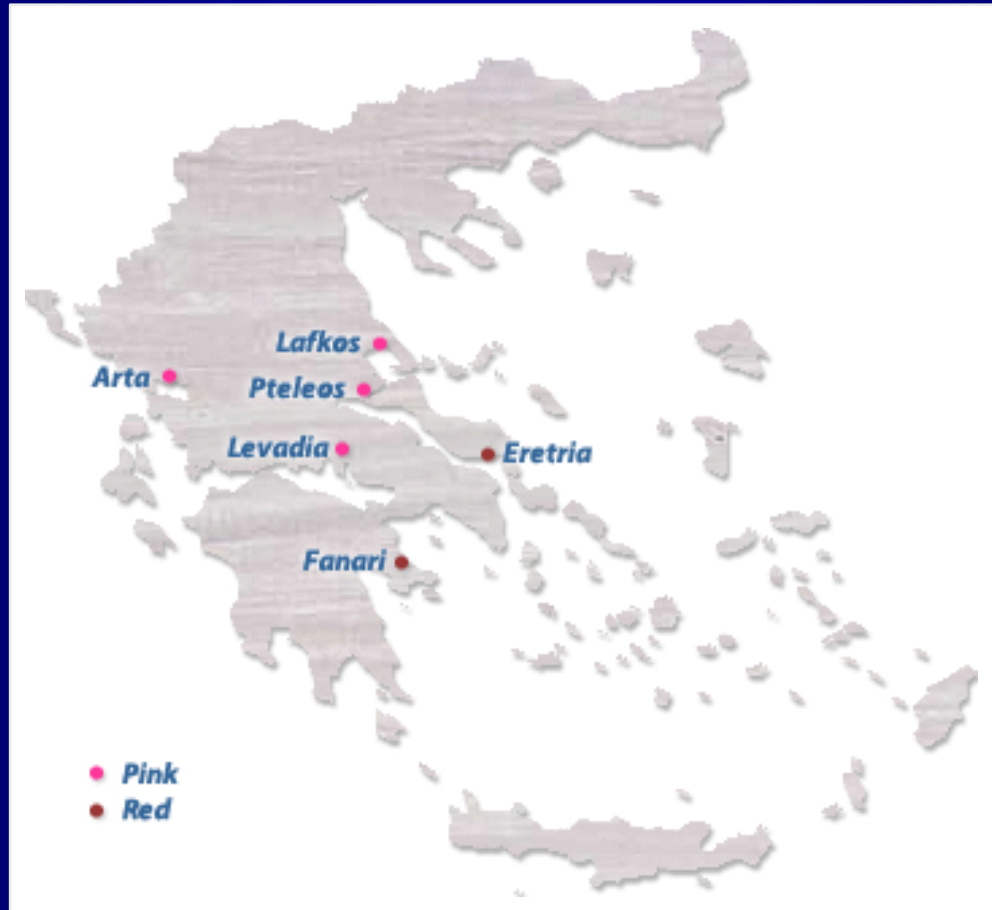 Lafkos
Arta
Pteleos
Levadia
Eretria
Fanari
Pink
Red